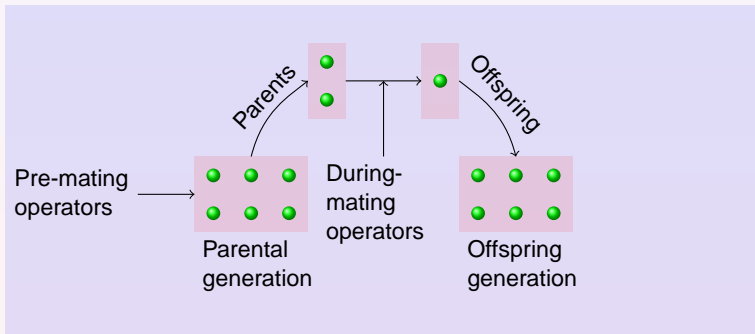 Parents
Offspring
Pre-mating
operators
During-
mating
operators
Parental
generation
Offspring
generation